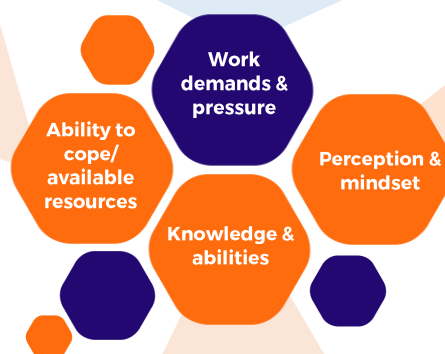 Work
demands &
pressure
Ability to
cope/
available
resources
Perception &
mindset
Knowledge &
abilities